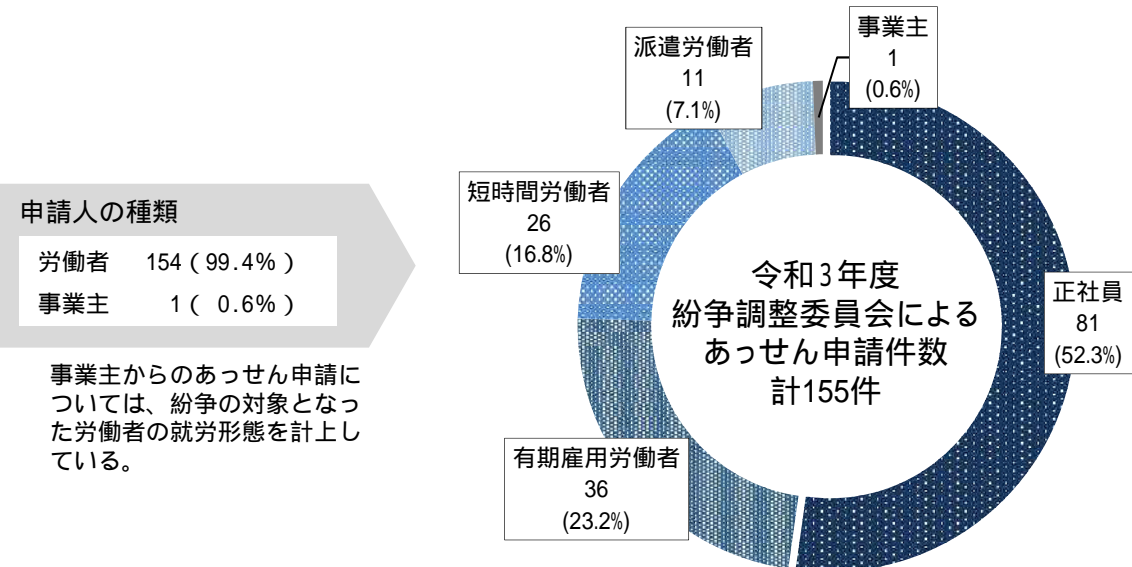 申請人の種類
労働者 154（99.4%）
事業主 1（ 0.6%）
事業主からのあっせん申請に
ついては、紛争の対象となっ
た労働者の就労形態を計上し
ている。
事業主
1
(0.6%)
派遣労働者
11
(7.1%)
短時間労働者
26
(16.8%)
有期雇用労働者
36
(23.2%)
正社員
81
(52.3%)
令和3年度
紛争調整委員会による
あっせん申請件数
計155件